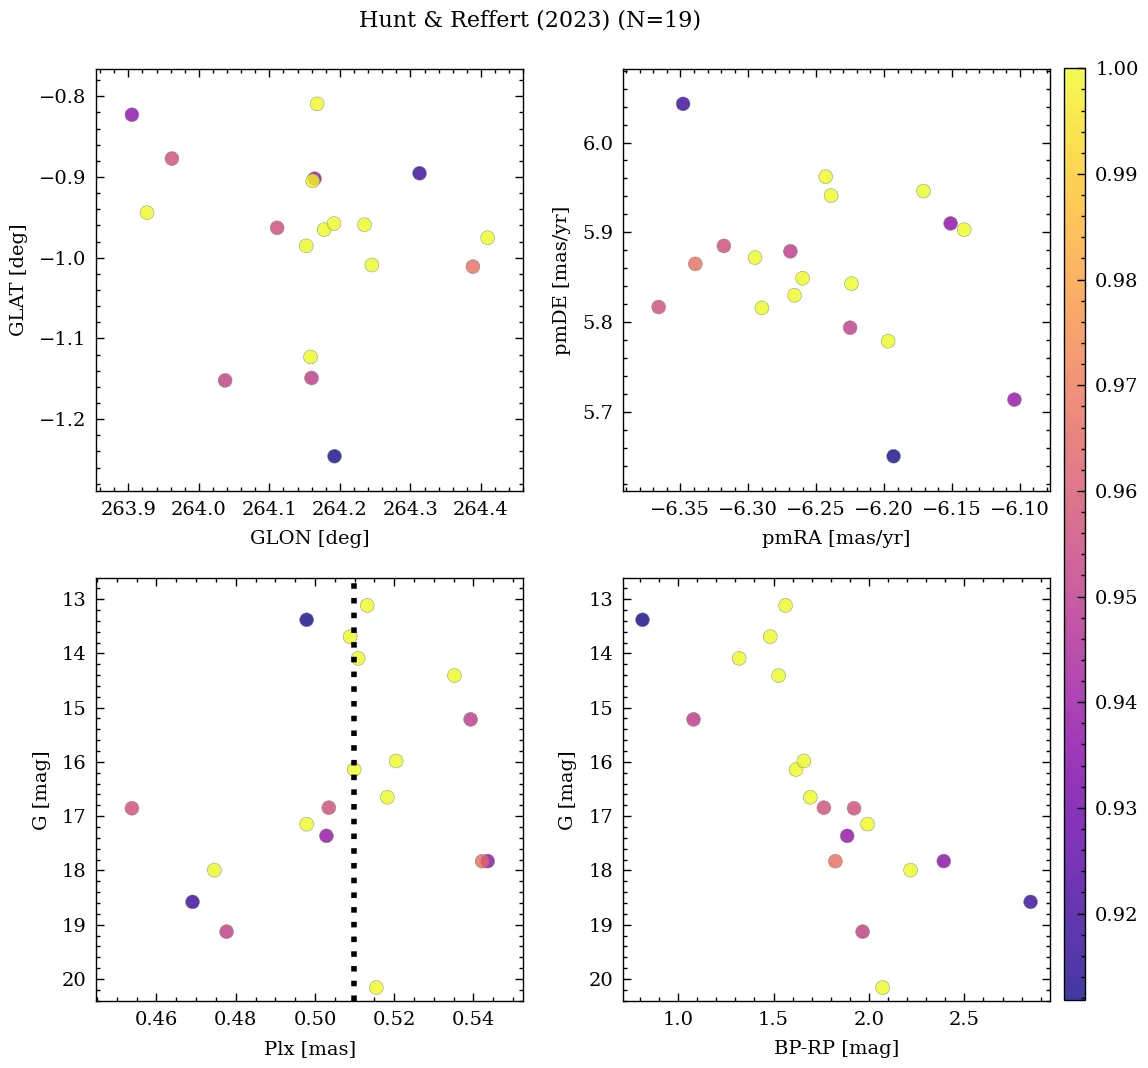 Hunt & Reffert (2023) (N=19)
−0.8
−0.9
−1.0
−1.1
−1.2
GLAT [deg]
263.9 264.0 264.1 264.2 264.3 264.4
GLON [deg]
6.0
5.9
5.8
5.7
pmDE [mas/yr]
−6.35 −6.30 −6.25 −6.20 −6.15 −6.10
pmRA [mas/yr]
13
14
15
16
17
18
19
20
G [mag]
0.46 0.48 0.50 0.52 0.54
Plx [mas]
13
14
15
16
17
18
19
20
G [mag]
1.0 1.5 2.0 2.5
BP-RP [mag]
1.00
0.99
0.98
0.97
0.96
0.95
0.94
0.93
0.92